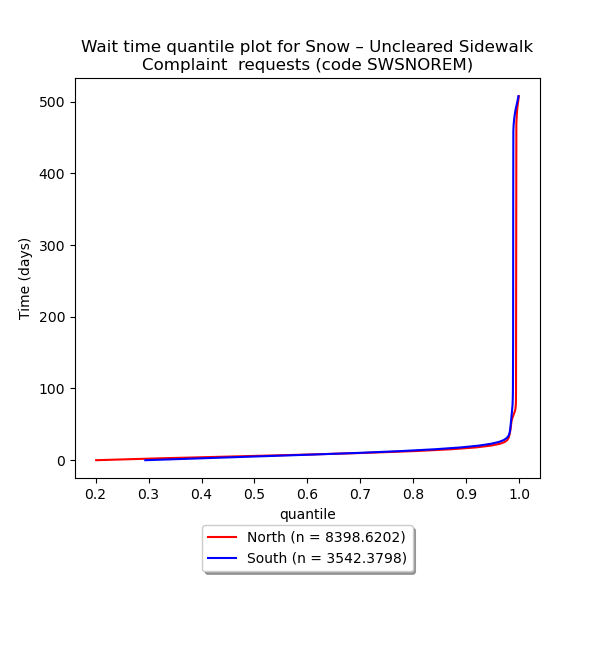 Wait time quantile plot for Snow – Uncleared Sidewalk
Complaint  requests (code SWSNOREM)
500
400
300
200
100
0
Time (days)
0.2 0.3 0.4 0.5 0.6 0.7 0.8 0.9 1.0
quantile
North (n = 8398.6202)
South (n = 3542.3798)